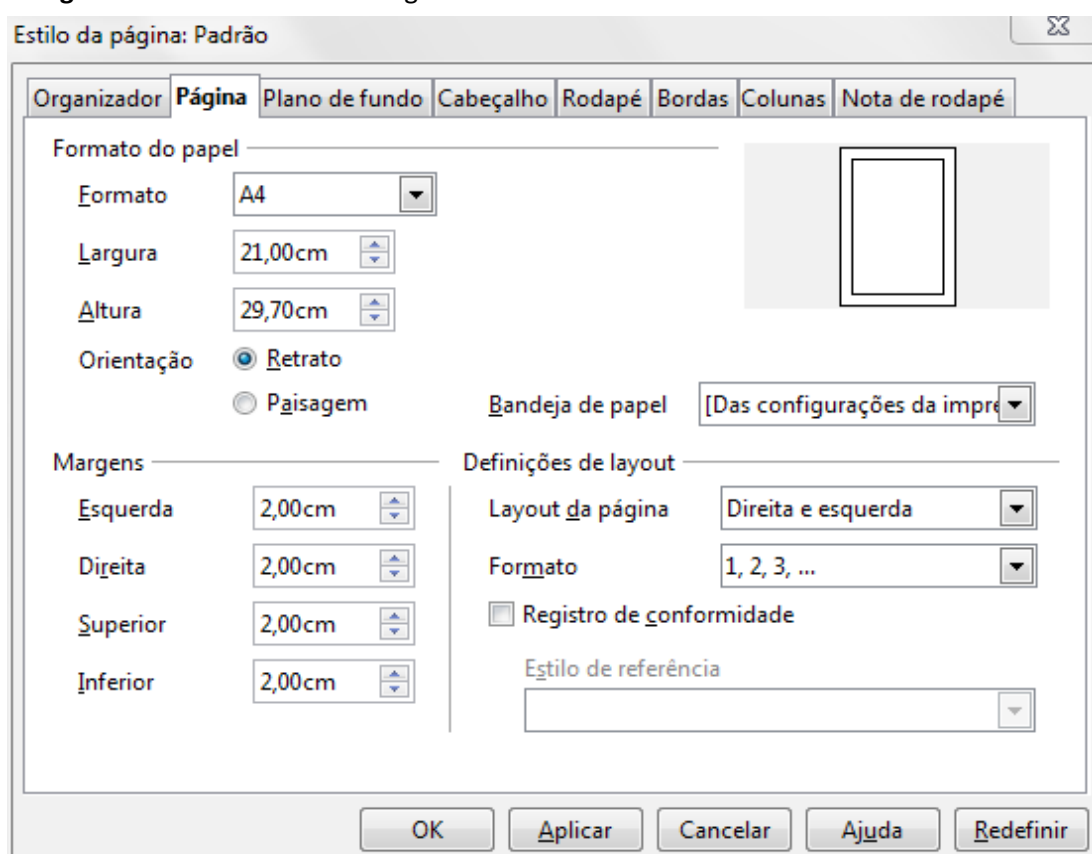 Estilo da página: Padrão
Organizador Página Plano de fundo Cabeçalho Rodapé Bordas Colunas Nota de rodapé
Formato do papel
Formato A4
Largura 21,00cm
Altura 29,70cm
Orientação Retrato
Paisagem
Bandeja de papel [Das configurações da impre
Margens
Esquerda 2,00cm
Direita 2,00cm
Superior 2,00cm
Inferior 2,00cm
Definições de layout
Layout da página Direita e esquerda
Formato 1, 2, 3, ...
Registro de conformidade
Estilo de referência
OK Aplicar Cancelar Ajuda Redefinir